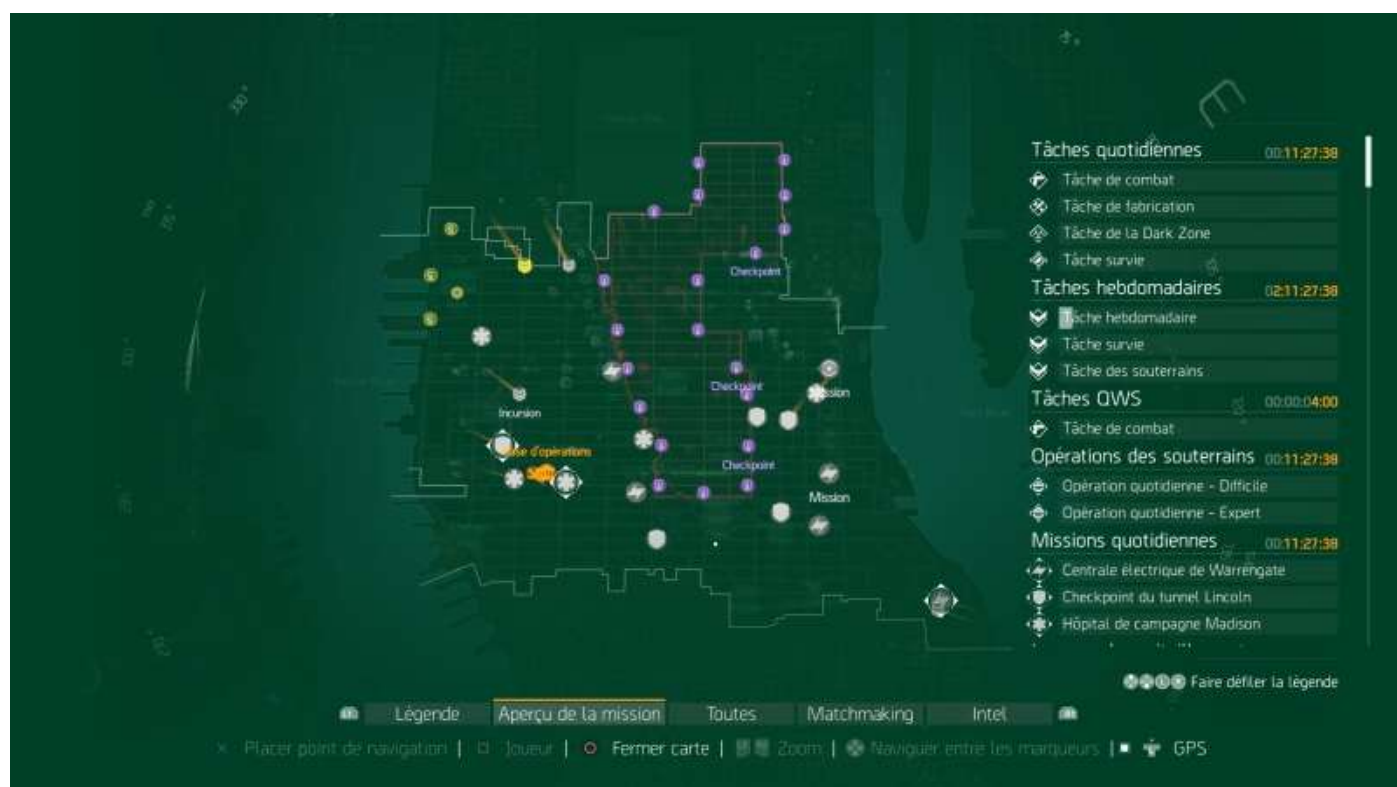 Tâches quotidiennes 00:11:27:38
Tâche de combat
Tâche de fabrication
Tâche de la Dark Zone
Tâche survie
Tâches hebdomadaires 02:11:27:38
Tâche hebdomadaire
Tâche survie
Tâche des souterrains
Tâches QWS 00:00:04:00
Tâche de combat
Opérations des souterrains 00:11:27:38
Opération quotidienne - Difficile
Opération quotidienne - Expert
Missions quotidiennes 00:11:27:38
Centrale électrique de Warrengate
Checkpoint du tunnel Lincoln
Hôpital de campagne Madison
Faire défiler la légende
330°
E
Checkpoint
Checkpoint
Incursion
d'opérations
Checkpoint
Mission
Légende
Aperçu de la mission
Toutes
Matchmaking
Intel
Placer point de navigation | Joueur | Fermer carte | Zoom | Naviguer entre les marqueurs | GPS